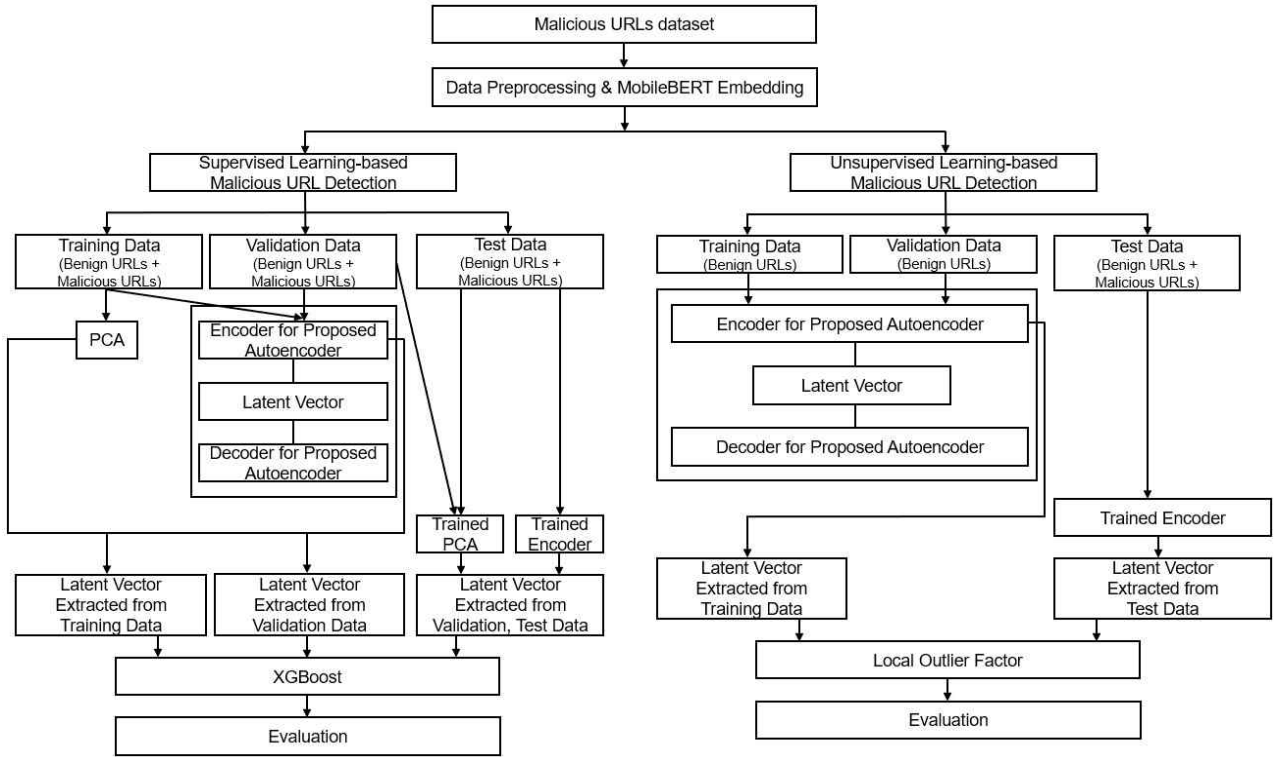 Malicious URLs dataset
Data Preprocessing & MobileBERT Embedding
Supervised Learning-based
Malicious URL Detection
Unsupervised Learning-based
Malicious URL Detection
Training Data
(Benign URLs +
Malicious URLs)
Validation Data
(Benign URLs +
Malicious URLs)
Test Data
(Benign URLs +
Malicious URLs)
Training Data
(Benign URLs)
Validation Data
(Benign URLs)
Test Data
(Benign URLs +
Malicious URLs)
PCA
Encoder for Proposed
Autoencoder
Latent Vector
Decoder for Proposed
Autoencoder
Encoder for Proposed Autoencoder
Latent Vector
Decoder for Proposed Autoencoder
Trained
PCA
Trained
Encoder
Trained Encoder
Latent Vector
Extracted from
Training Data
Latent Vector
Extracted from
Validation Data
Latent Vector
Extracted from
Validation, Test Data
Latent Vector
Extracted from
Training Data
Latent Vector
Extracted from
Test Data
XGBoost
Evaluation
Local Outlier Factor
Evaluation